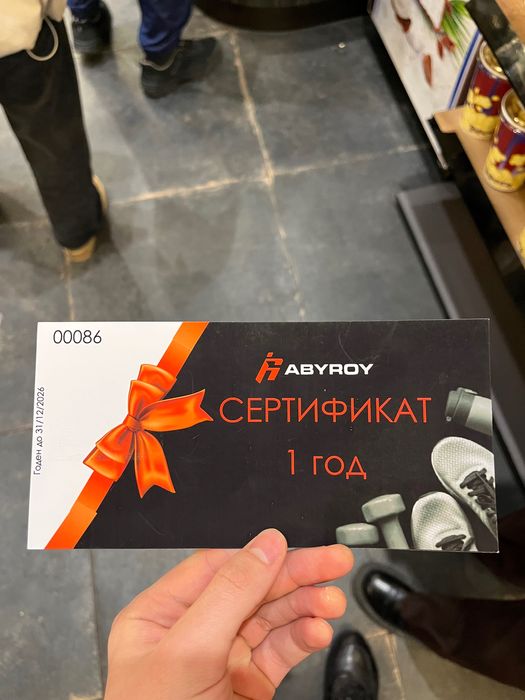 00086
ABYROY
СЕРТИФИКАТ
1 год
Годен до 31/12/2026